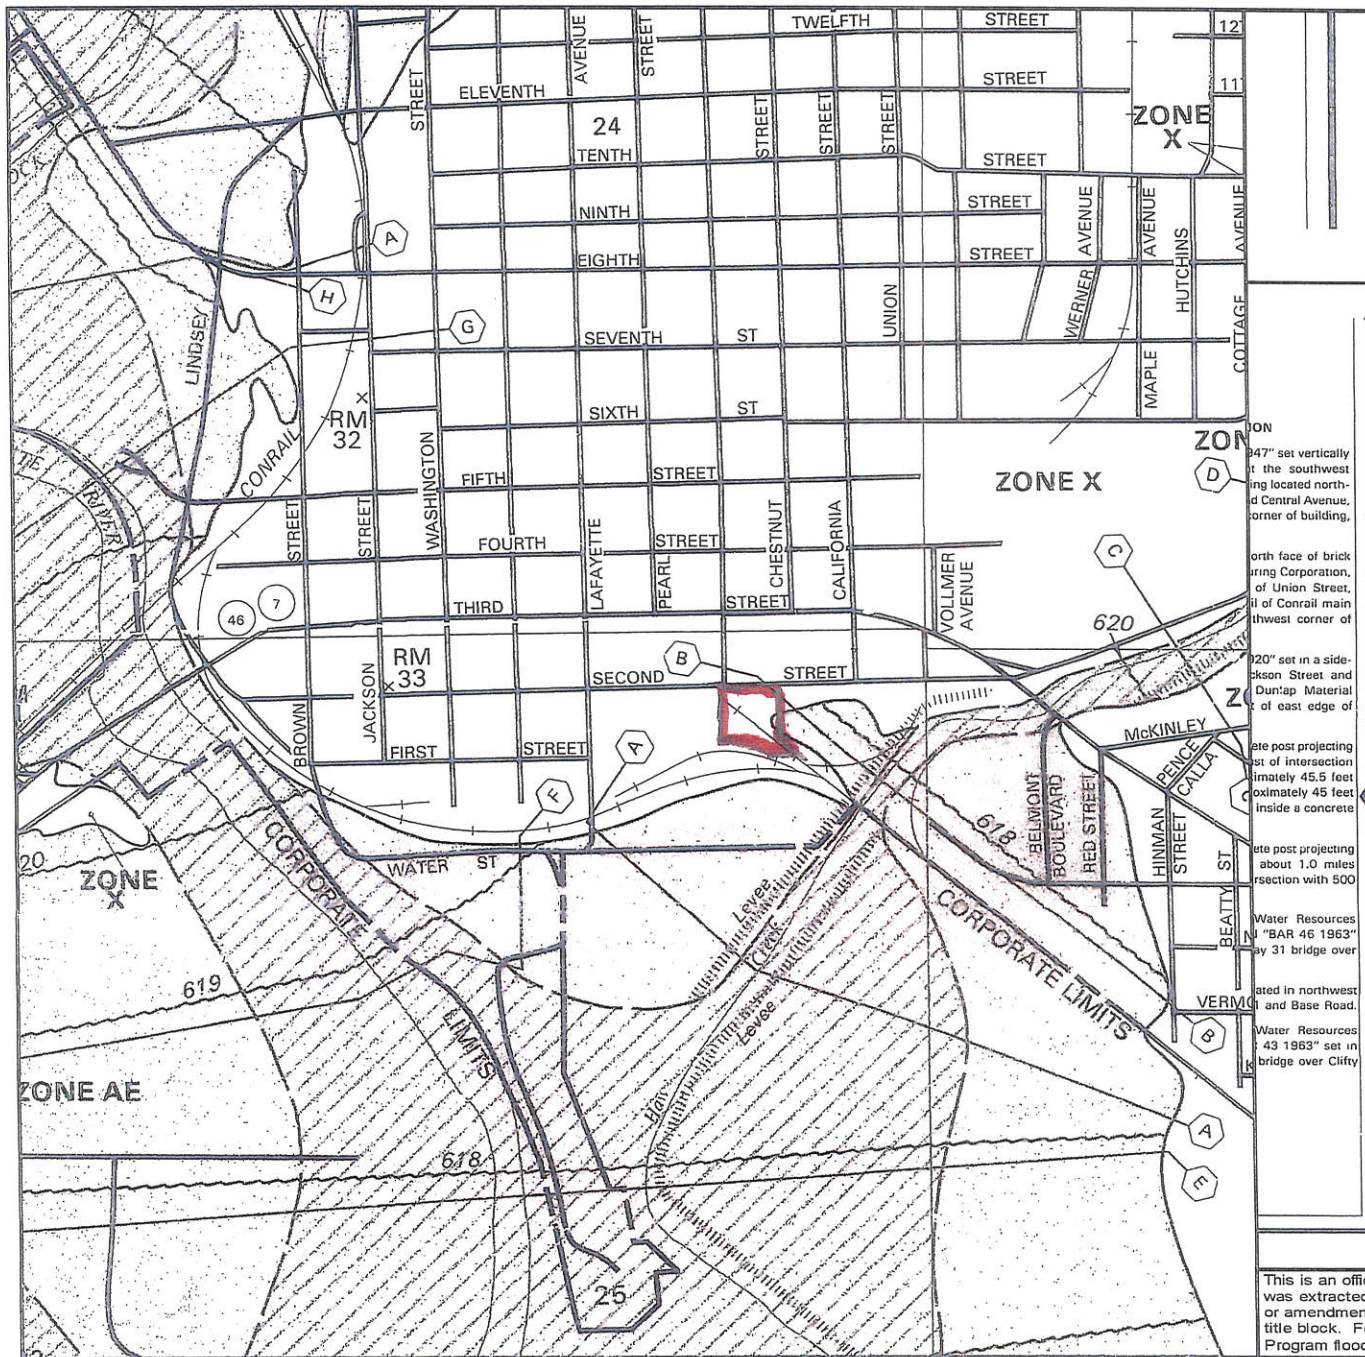 TWELFTH
STREET
12
STREET
AVENUE
STREET
ELEVENTH
STREET
11
24
STREET
STREET
STREET
ZONE
X
TENTH
STREET
NINTH
STREET
AVENUE
AVENUE
HUTCHINS
AVENUE
A
EIGHTH
STREET
H
LINDSEY
G
SEVENTH
ST
UNION
WERNER
MAPLE
COTTAGE
RM
32
SIXTH
ST
CONRAIL
WASHINGTON
FIFTH
STREET
ZONE X
D
RIVER
STREET
STREET
FOURTH
STREET
LAFAYETTE
PEARL
CHESTNUT
CALIFORNIA
VOLLMER
AVENUE
C
46
7
THIRD
STREET
620
RM
33
B
SECOND
STREET
BROWN
JACKSON
FIRST
STREET
A
F
McKINLEY
PENCE
CALLA
BELMONT
BOULEVARD
RED STREET
618
HINMAN
STREET
BEATTY ST
20
ZONE
X
CORPORATE
LIMITS
WATER ST
Levee
Creek
Levee
Haw
CORPORATE LIMITS
619
VERMO
B
ZONE AE
A
618
E
25
947" set vertically
t the southwest
ing located north-
d Central Avenue,
corner of building,
orth face of brick
uring Corporation,
of Union Street,
il of Conrail main
thwest corner of
920" set in a side-
ckson Street and
Dunlap Material
t of east edge of
ete post projecting
st of intersection
imately 45.5 feet
oximately 45 feet
inside a concrete
ete post projecting
about 1.0 miles
rsection with 500
Water Resources
"BAR 46 1963"
ay 31 bridge over
ated in northwest
and Base Road.
Water Resources
43 1963" set in
bridge over Clifty
This is an offi
was extracted
or amendmen
title block. F
Program flood